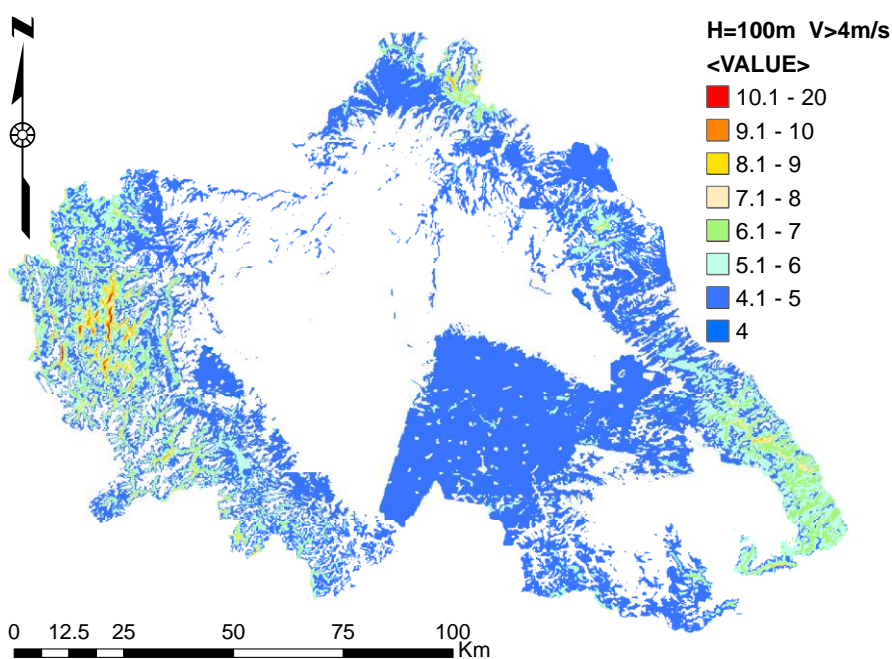 N
H=100m V>4m/s
<VALUE>
10.1 - 20
9.1 - 10
8.1 - 9
7.1 - 8
6.1 - 7
5.1 - 6
4.1 - 5
4
0 12.5 25 50 75 100
Km